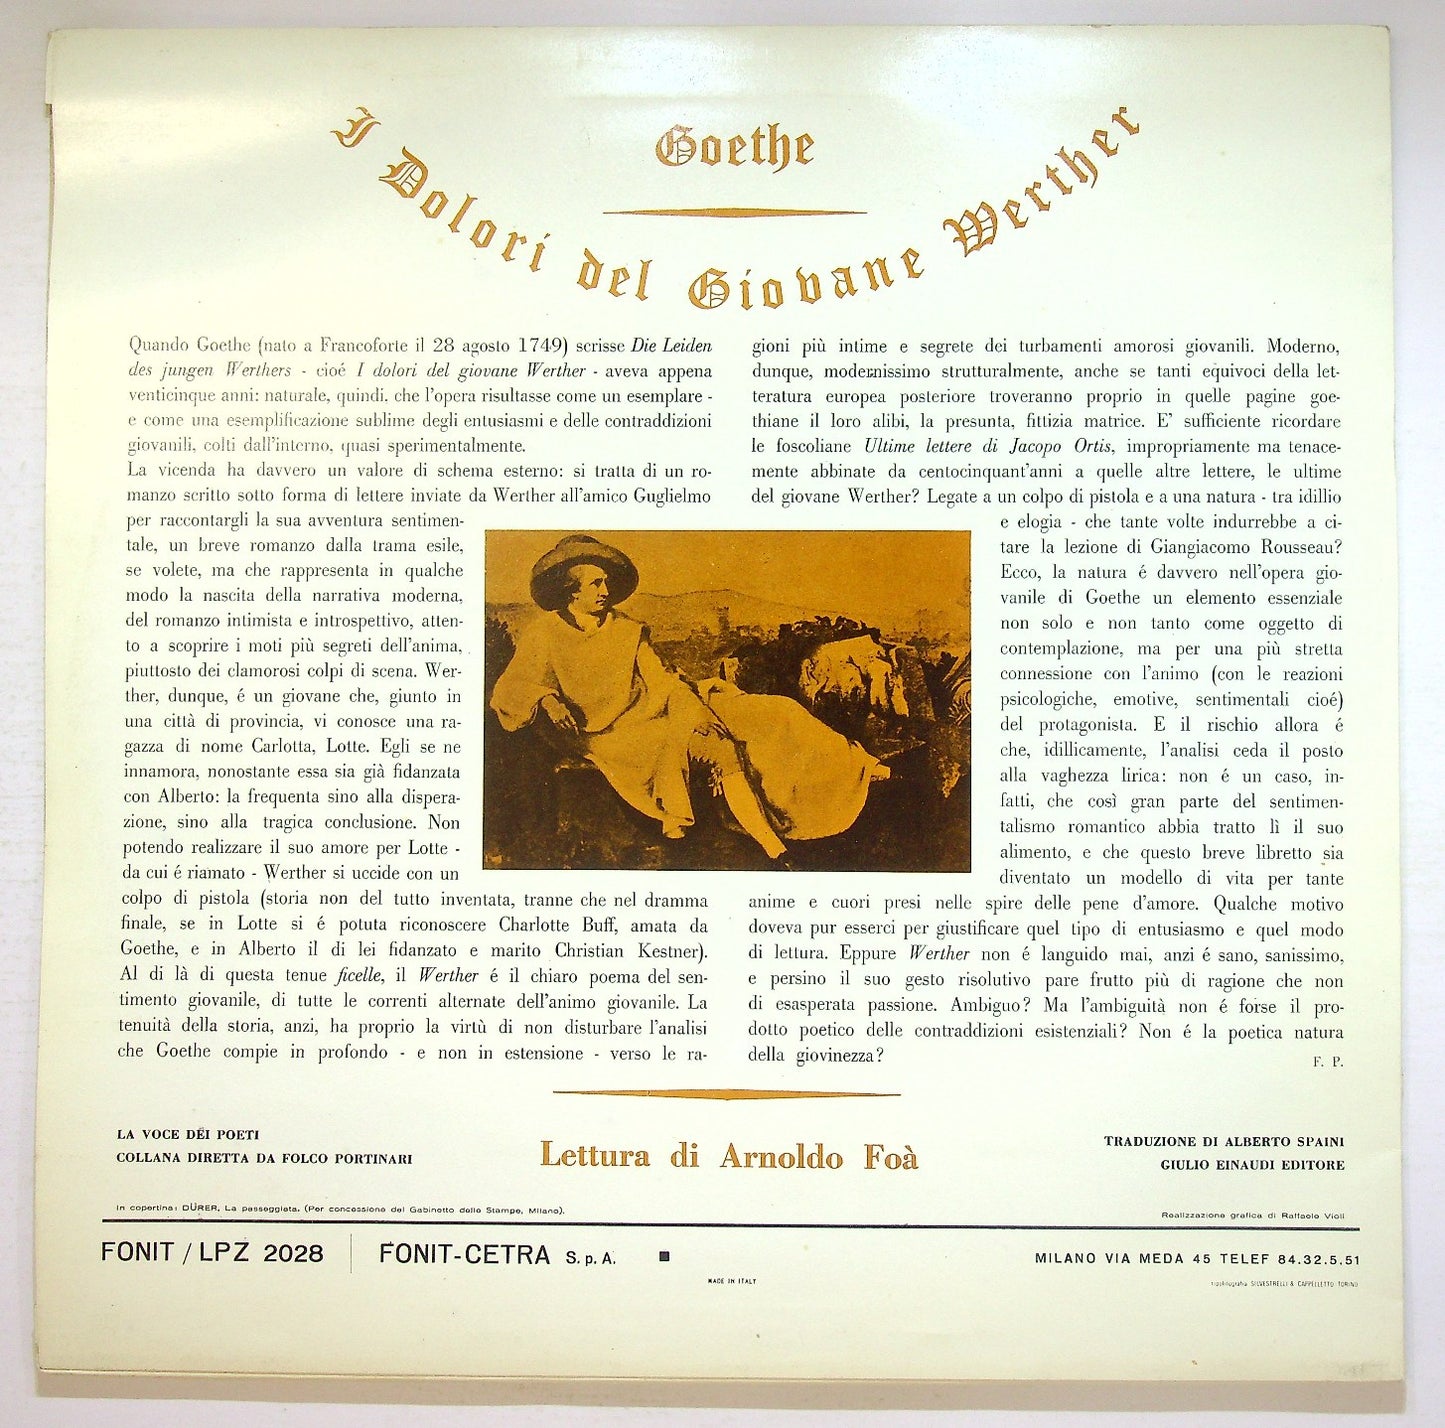 Goethe
I Dolori del Giovane Werther
Quando Goethe (nato a Francoforte il 28 agosto 1749) scrisse Die Leiden
des jungen Werthers - cioé I dolori del giovane Werther - aveva appena
venticinque anni: naturale, quindi, che l'opera risultasse come un esemplare -
e come una esemplificazione sublime degli entusiasmi e delle contraddizioni
giovanili, colti dall'interno, quasi sperimentalmente.
La vicenda ha davvero un valore di schema esterno: si tratta di un ro-
manzo scritto sotto forma di lettere inviate da Werther all'amico Guglielmo
per raccontargli la sua avventura sentimen-
tale, un breve romanzo dalla trama esile,
se volete, ma che rappresenta in qualche
modo la nascita della narrativa moderna,
del romanzo intimista e introspettivo, atten-
to a scoprire i moti più segreti dell'anima,
piuttosto dei clamorosi colpi di scena. Wer-
ther, dunque, é un giovane che, giunto in
una città di provincia, vi conosce una ra-
gazza di nome Carlotta, Lotte. Egli se ne
innamora, nonostante essa sia già fidanzata
con Alberto: la frequenta sino alla dispera-
zione, sino alla tragica conclusione. Non
potendo realizzare il suo amore per Lotte -
da cui é riamato - Werther si uccide con un
colpo di pistola (storia non del tutto inventata, tranne che nel dramma
finale, se in Lotte si é potuta riconoscere Charlotte Buff, amata da
Goethe, e in Alberto il di lei fidanzato e marito Christian Kestner).
Al di là di questa tenue ficelle, il Werther é il chiaro poema del sen-
timento giovanile, di tutte le correnti alternate dell'animo giovanile. La
tenuità della storia, anzi, ha proprio la virtù di non disturbare l'analisi
che Goethe compie in profondo - e non in estensione - verso le ra-
gioni più intime e segrete dei turbamenti amorosi giovanili. Moderno,
dunque, modernissimo strutturalmente, anche se tanti equivoci della let-
teratura europea posteriore troveranno proprio in quelle pagine goe-
thiane il loro alibi, la presunta, fittizia matrice. E' sufficiente ricordare
le foscoliane Ultime lettere di Jacopo Ortis, impropriamente ma tenace-
mente abbinate da centocinquant'anni a quelle altre lettere, le ultime
del giovane Werther? Legate a un colpo di pistola e a una natura - tra idillio
e elogia - che tante volte indurrebbe a ci-
tare la lezione di Giangiacomo Rousseau?
Ecco, la natura é davvero nell'opera gio-
vanile di Goethe un elemento essenziale
non solo e non tanto come oggetto di
contemplazione, ma per una più stretta
connessione con l'animo (con le reazioni
psicologiche, emotive, sentimentali cioé)
del protagonista. E il rischio allora é
che, idillicamente, l'analisi ceda il posto
alla vaghezza lirica: non é un caso, in-
fatti, che così gran parte del sentimen-
talismo romantico abbia tratto lì il suo
alimento, e che questo breve libretto sia
diventato un modello di vita per tante
anime e cuori presi nelle spire delle pene d'amore. Qualche motivo
doveva pur esserci per giustificare quel tipo di entusiasmo e quel modo
di lettura. Eppure Werther non é languido mai, anzi é sano, sanissimo,
e persino il suo gesto risolutivo pare frutto più di ragione che non
di esasperata passione. Ambiguo? Ma l'ambiguità non é forse il pro-
dotto poetico delle contraddizioni esistenziali? Non é la poetica natura
della giovinezza?
F. P.
LA VOCE DEI POETI
COLLANA DIRETTA DA FOLCO PORTINARI
Lettura di Arnoldo Foà
TRADUZIONE DI ALBERTO SPAINI
GIULIO EINAUDI EDITORE
In copertina: DÜRER, La passeggiata. (Per concessione del Gabinetto delle Stampe, Milano).
Realizzazione grafica di Raffaele Violi
FONIT / LPZ 2028 FONIT-CETRA S.p.A.
MILANO VIA MEDA 45 TELEF 84.32.5.51
MADE IN ITALY
tipolitografia SILVESTRELLI & CAPPELLETTO TORINO